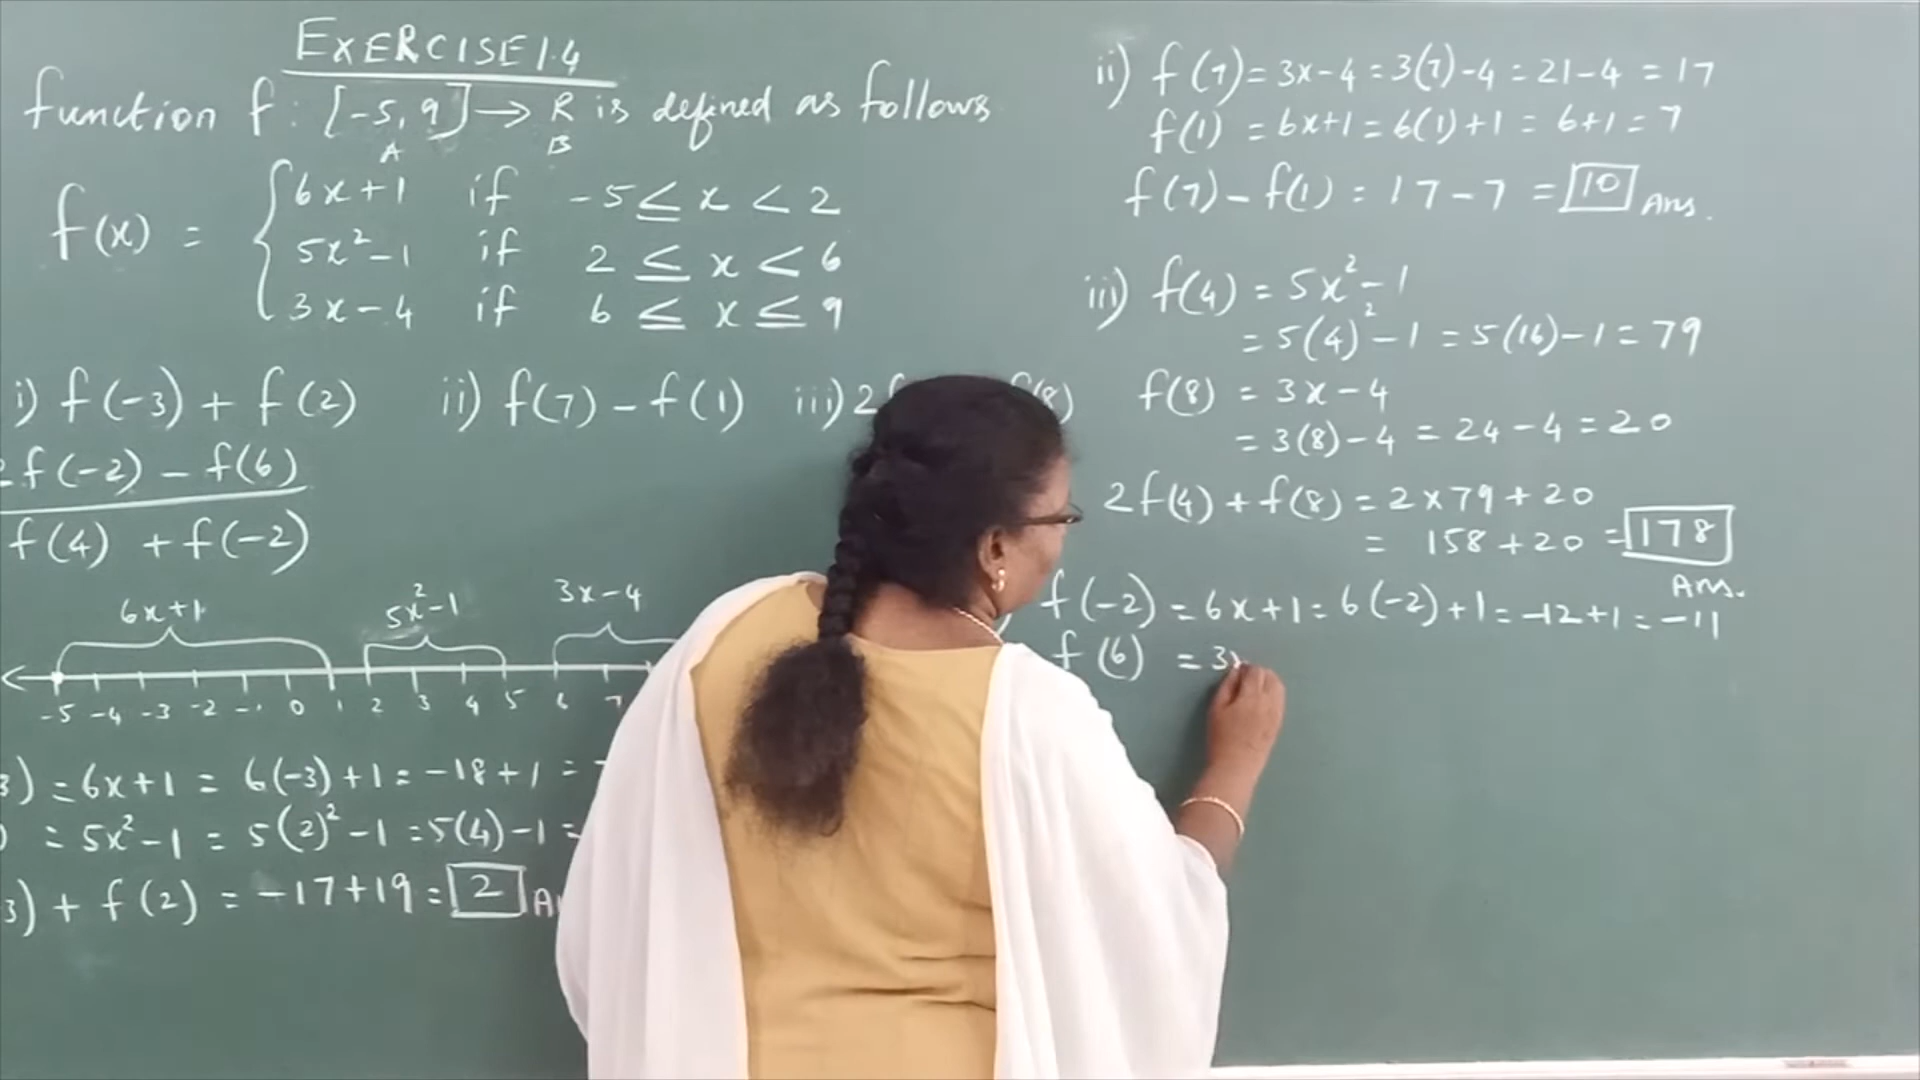 EXERCISE 1.4
function f : [-5, 9] → R is defined as follows
A B
f(x) = { 6x+1 if -5 ≤ x < 2
5x²-1 if 2 ≤ x < 6
3x-4 if 6 ≤ x ≤ 9
i) f(-3) + f(2) ii) f(7) - f(1) iii) 2f (8)
2f(-2) - f(6)
f(4) + f(-2)
6x+1 5x²-1 3x-4
-5 -4 -3 -2 -1 0 1 2 3 4 5 6 7
3) = 6x+1 = 6(-3)+1 = -18+1 =
) = 5x²-1 = 5(2)²-1 = 5(4)-1 =
3) + f(2) = -17+19 = 2
ii) f(7) = 3x-4 = 3(7)-4 = 21-4 = 17
f(1) = 6x+1 = 6(1)+1 = 6+1 = 7
f(7) - f(1) = 17-7 = 10 Ans.
iii) f(4) = 5x²-1
= 5(4)²-1 = 5(16)-1 = 79
f(8) = 3x-4
= 3(8)-4 = 24-4 = 20
2f(4) + f(8) = 2×79+20
= 158+20 = 178
Ans.
f(-2) = 6x+1 = 6(-2)+1 = -12+1 = -11
f(6) = 3x